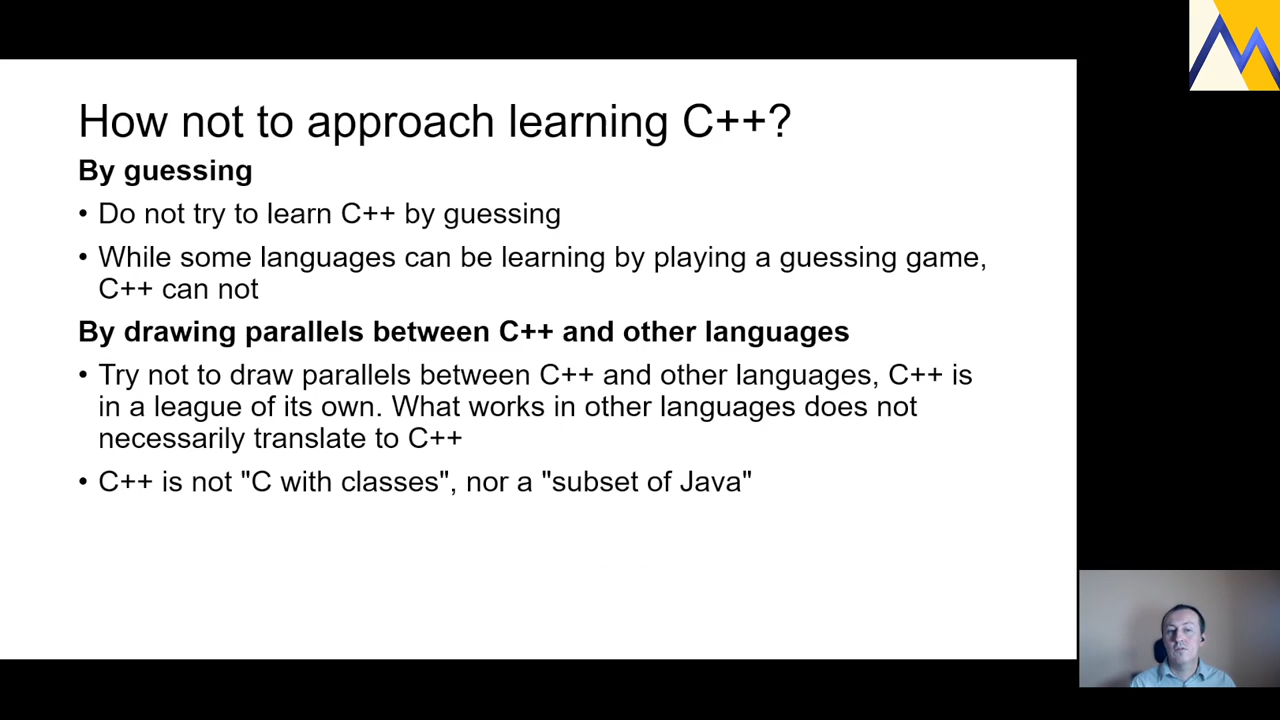 How not to approach learning C++?
By guessing
• Do not try to learn C++ by guessing
• While some languages can be learning by playing a guessing game,
C++ can not
By drawing parallels between C++ and other languages
• Try not to draw parallels between C++ and other languages, C++ is
in a league of its own. What works in other languages does not
necessarily translate to C++
• C++ is not "C with classes", nor a "subset of Java"